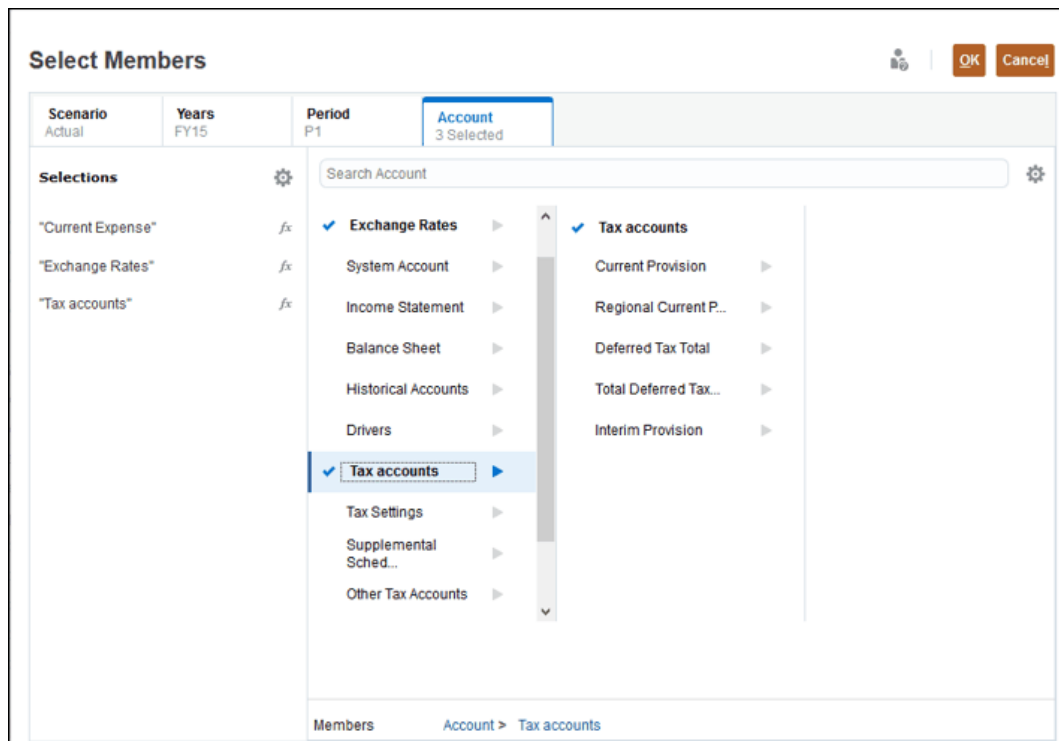 Select Members
OK
Cancel
Scenario
Actual
Years
FY15
Period
P1
Account
3 Selected
Selections
Search Account
"Current Expense"
fx
"Exchange Rates"
fx
"Tax accounts"
fx
Exchange Rates
System Account
Income Statement
Balance Sheet
Historical Accounts
Drivers
Tax accounts
Tax Settings
Supplemental
Sched...
Other Tax Accounts
Tax accounts
Current Provision
Regional Current P...
Deferred Tax Total
Total Deferred Tax...
Interim Provision
Members
Account > Tax accounts